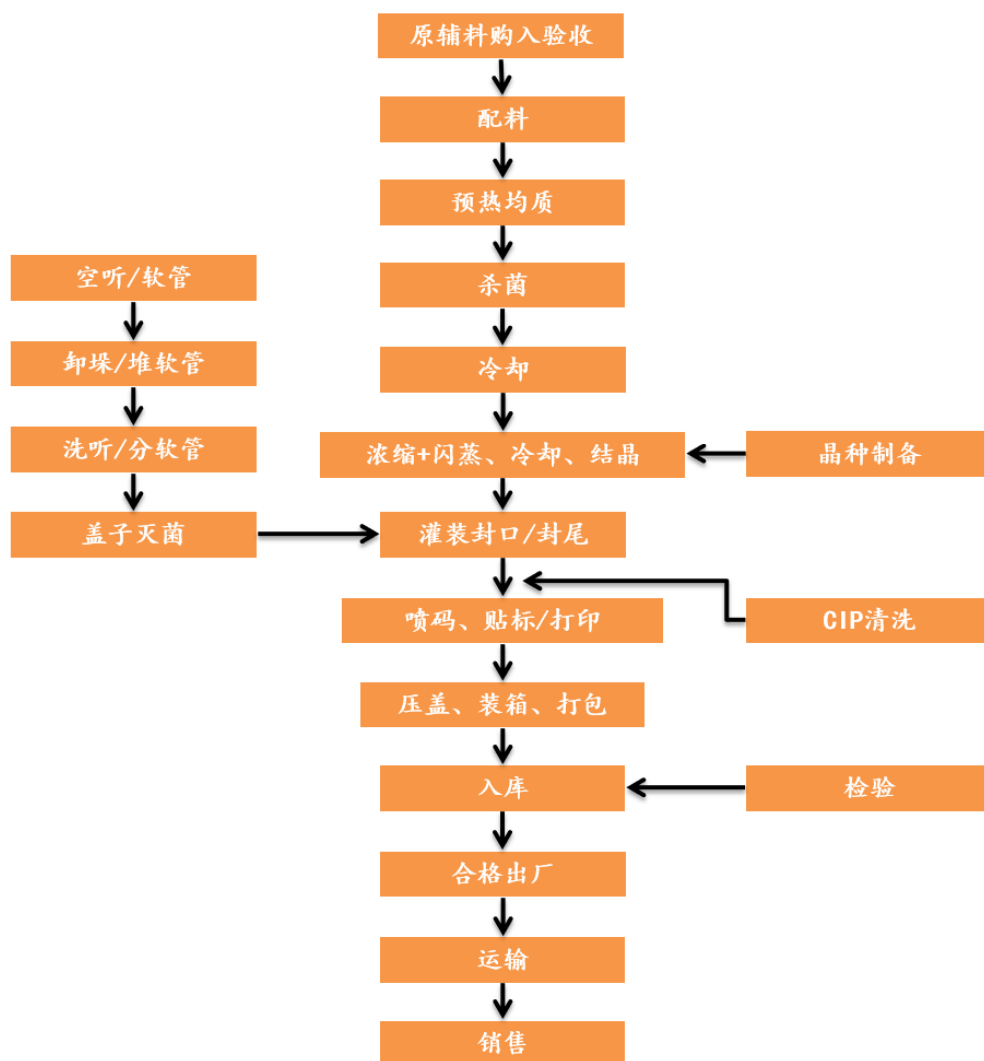 原辅料购入验收
配料
预热均质
空听/软管
杀菌
卸垛/堆软管
冷却
洗听/分软管
浓缩+闪蒸、冷却、结晶
晶种制备
盖子灭菌
灌装封口/封尾
喷码、贴标/打印
CIP清洗
压盖、装箱、打包
入库
检验
合格出厂
运输
销售